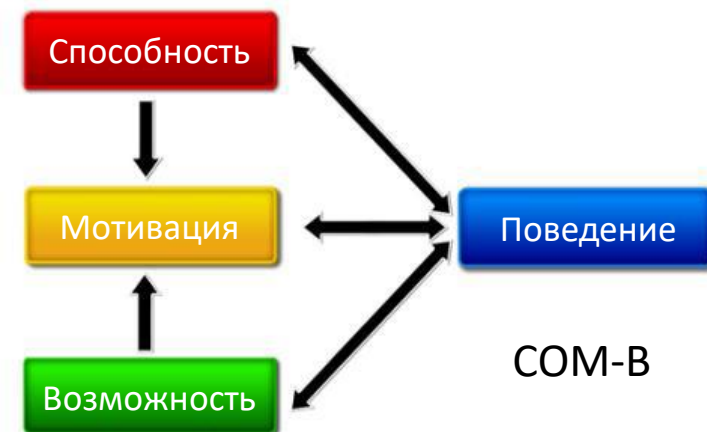 Способность
Мотивация
Поведение
COM-B
Возможность